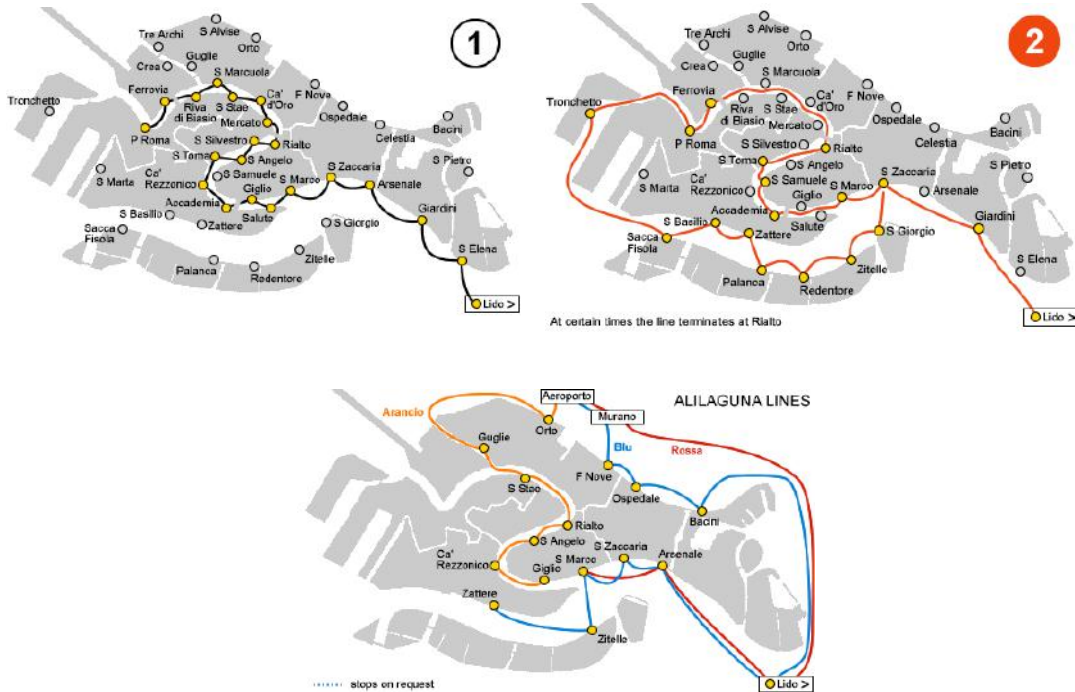 1
S Alvise
Tre Archi
Orto
Guglie
Crea
S Marcuola
Ferrovia
Ca'
d'Oro
F Nove
Tronchetto
Riva
di Biasio
S Stae
Ospedale
Mercato
Bacini
P Roma
Celestia
S Silvestro
Rialto
S Toma
S Angelo
S Zaccaria
S Pietro
Ca'
Rezzonico
S Samuele
S Marta
Giglio
S Marco
Arsenale
Accademia
S Basilio
Salute
Giardini
Zattere
S Giorgio
Sacca
Fisola
S Elena
Zitelle
Palanca
Redentore
Lido >
2
S Alvise
Tre Archi
Orto
Guglie
Crea
S Marcuola
Tronchetto
Ferrovia
Ca'
d'Oro
F Nove
Riva
di Biasio
S Stae
Ospedale
Mercato
Bacini
P Roma
S Silvestro
Celestia
Rialto
S Toma
S Angelo
S Zaccaria
S Pietro
S Marta
Ca'
Rezzonico
S Samuele
Giglio
S Marco
Arsenale
Accademia
S Basilio
Salute
Giardini
Zattere
S Giorgio
Sacca
Fisola
S Elena
Zitelle
Palanca
Redentore
Lido >
At certain times the line terminates at Rialto
ALILAGUNA LINES
Aeroporto
Arancio
Murano
Orto
Guglie
Blu
Rossa
F Nove
S Stae
Ospedale
Bacini
Rialto
S Angelo
S Zaccaria
Ca'
Rezzonico
S Marco
Arsenale
Giglio
Zattere
Zitelle
Lido >
stops on request